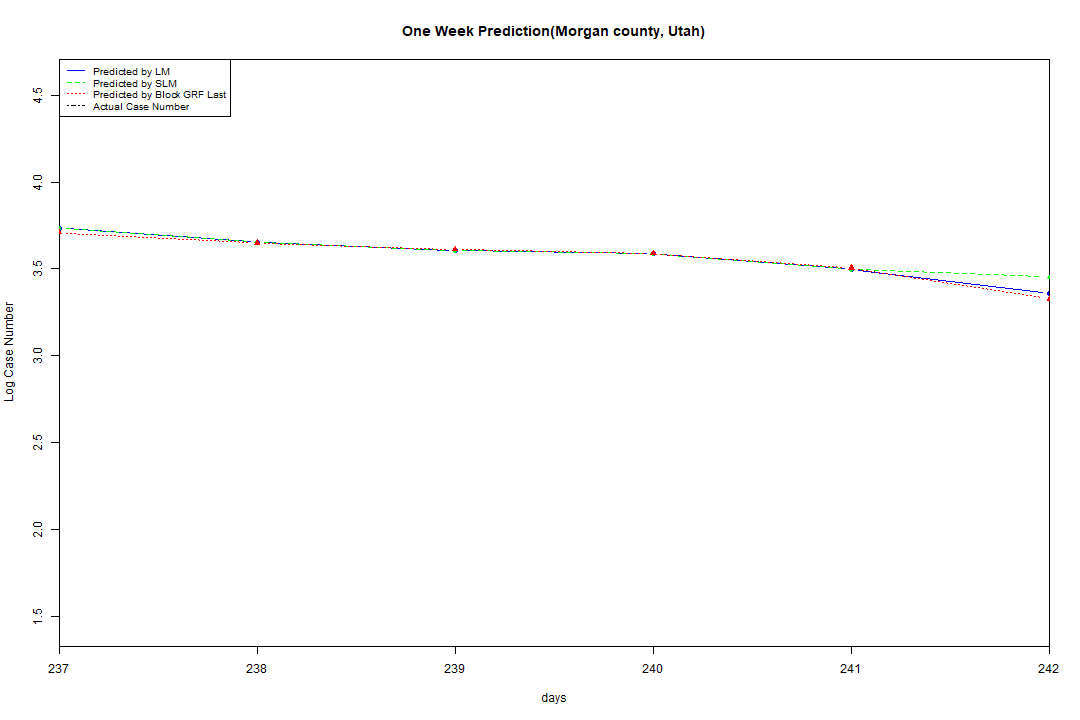 One Week Prediction(Morgan county, Utah)
Predicted by LM
Predicted by SLM
Predicted by Block GRF Last
Actual Case Number
4.5
4.0
3.5
3.0
2.5
2.0
1.5
Log Case Number
237 238 239 240 241 242
days